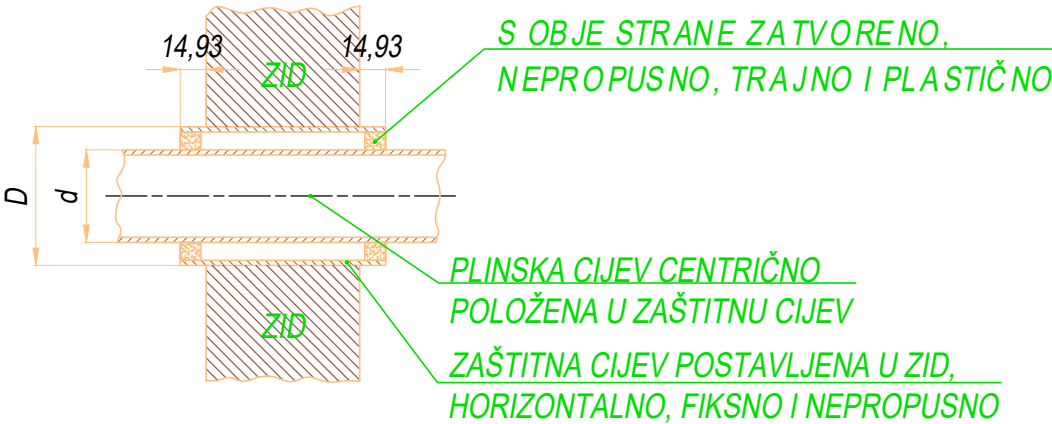 14,93
14,93
ZID
S OBJE STRANE ZATVORENO,
NEPROPUSNO, TRAJNO I PLASTIČNO
D
d
PLINSKA CIJEV CENTRIČNO
POLOŽENA U ZAŠTITNU CIJEV
ZID
ZAŠTITNA CIJEV POSTAVLJENA U ZID,
HORIZONTALNO, FIKSNO I NEPROPUSNO